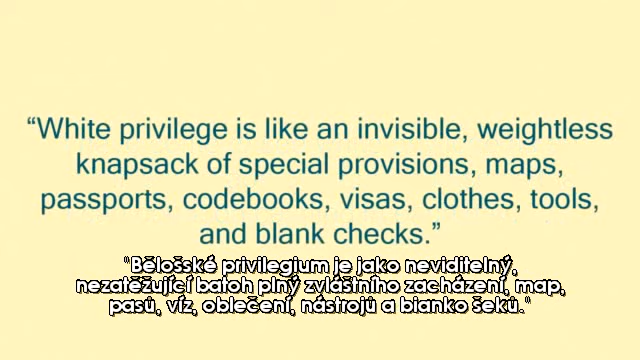 “White privilege is like an invisible, weightless
knapsack of special provisions, maps,
passports, codebooks, visas, clothes, tools,
and blank checks.”
"Bělošské privilegium je jako neviditelný,
nezatěžující batoh plný zvláštního zacházení, map,
pasů, víz, oblečení, nástrojů a bianko šeků."